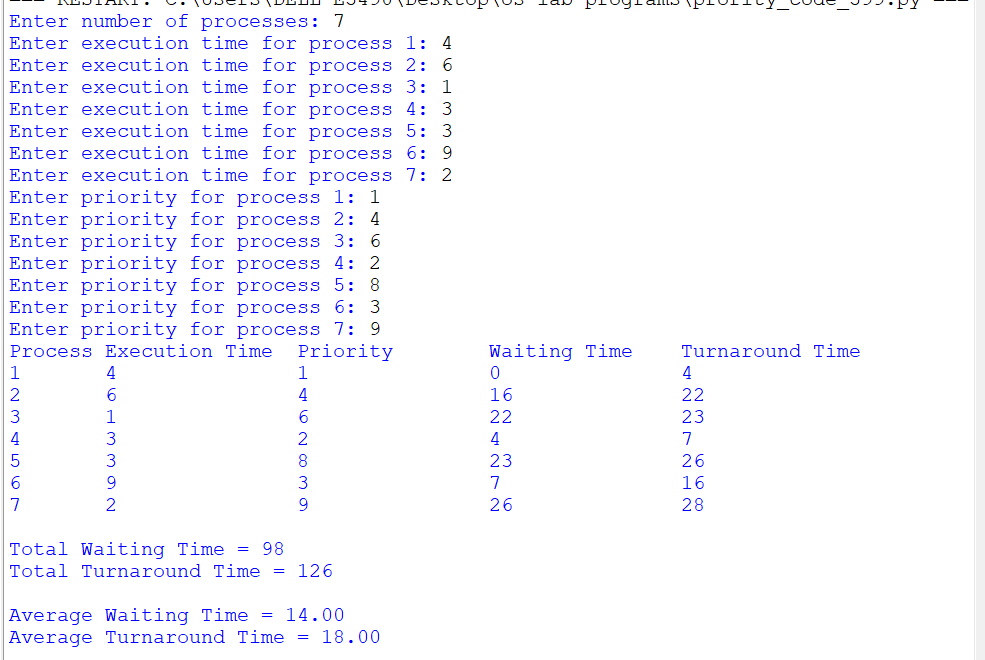 === RESTART: C:\Users\DELL E5490\Desktop\os lab programs\priority_code_399.py ===
Enter number of processes: 7
Enter execution time for process 1: 4
Enter execution time for process 2: 6
Enter execution time for process 3: 1
Enter execution time for process 4: 3
Enter execution time for process 5: 3
Enter execution time for process 6: 9
Enter execution time for process 7: 2
Enter priority for process 1: 1
Enter priority for process 2: 4
Enter priority for process 3: 6
Enter priority for process 4: 2
Enter priority for process 5: 8
Enter priority for process 6: 3
Enter priority for process 7: 9
Process Execution Time Priority Waiting Time Turnaround Time
1 4 1 0 4
2 6 4 16 22
3 1 6 22 23
4 3 2 4 7
5 3 8 23 26
6 9 3 7 16
7 2 9 26 28
Total Waiting Time = 98
Total Turnaround Time = 126
Average Waiting Time = 14.00
Average Turnaround Time = 18.00